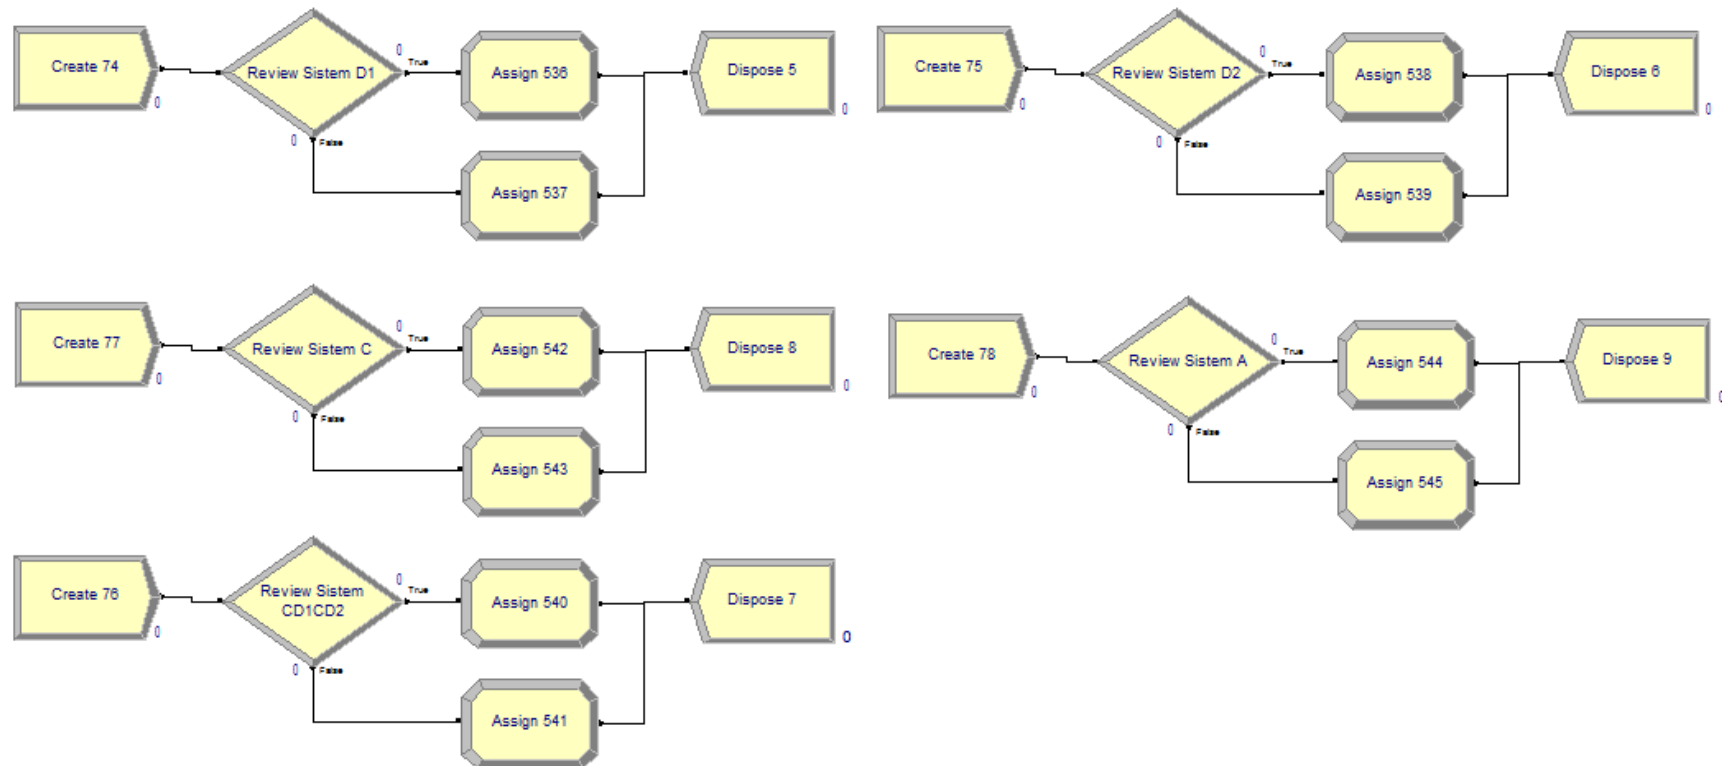 Create 74
0
Review Sistem D1
0
True
0
False
Assign 536
Assign 537
Dispose 5
0
Create 75
0
Review Sistem D2
0
True
0
False
Assign 538
Assign 539
Dispose 6
0
Create 77
0
Review Sistem C
0
True
0
False
Assign 542
Assign 543
Dispose 8
0
Create 78
0
Review Sistem A
0
True
0
False
Assign 544
Assign 545
Dispose 9
0
Create 76
0
Review Sistem
CD1CD2
0
True
0
False
Assign 540
Assign 541
Dispose 7
0